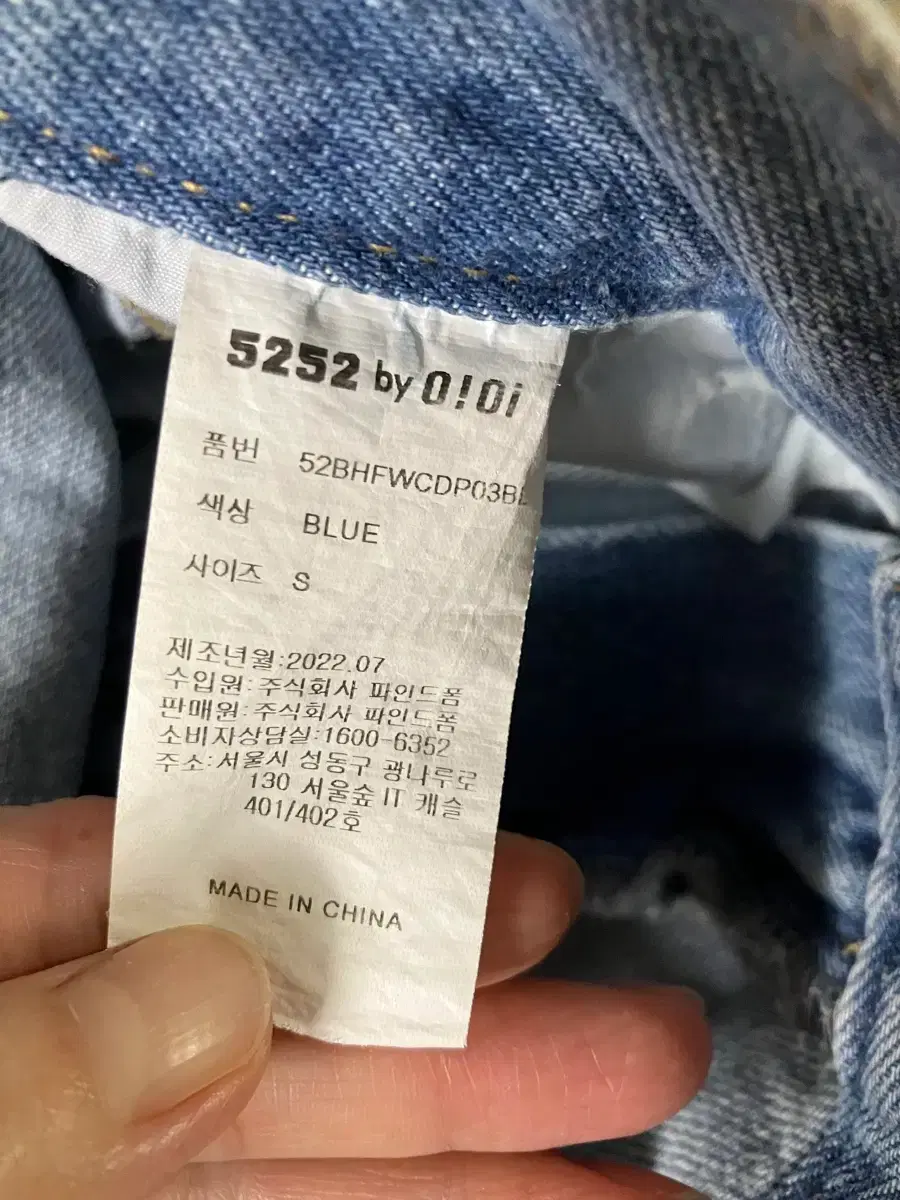 5252 by O!Oi
품번 52BHFWCDP03BL
색상 BLUE
사이즈 S
제조년월:2022.07
수입원:주식회사 파인드폼
판매원:주식회사 파인드폼
소비자상담실:1600-6352
주소:서울시 성동구 광나루로
130 서울숲 IT 캐슬
401/402호
MADE IN CHINA